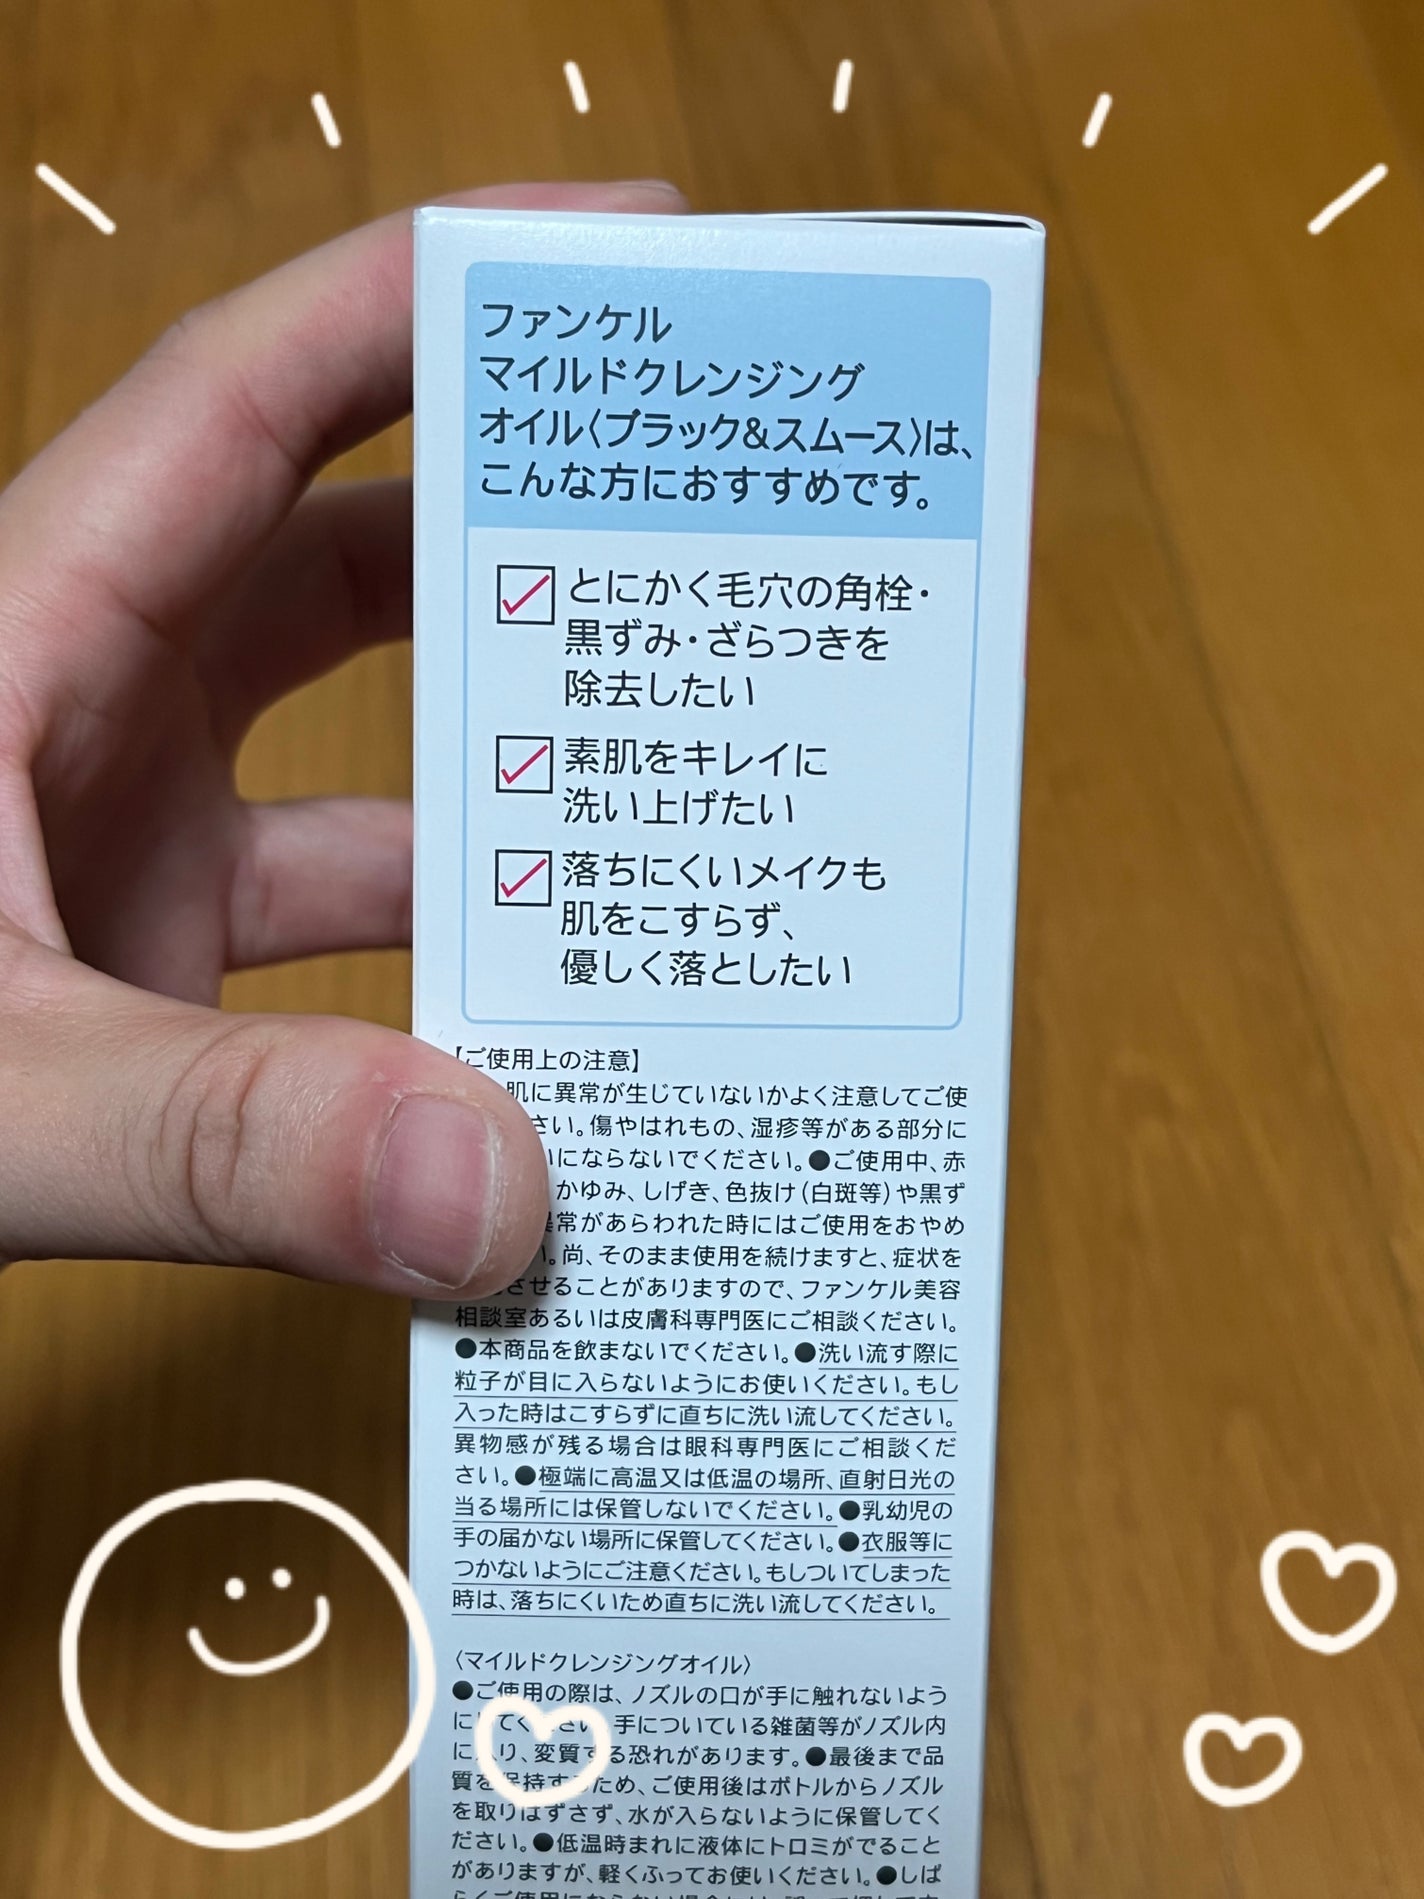 ファンケル
マイルドクレンジング
オイル〈ブラック&スムース〉は、
こんな方におすすめです。
とにかく毛穴の角栓・
黒ずみ・ざらつきを
除去したい
素肌をキレイに
洗い上げたい
落ちにくいメイクも
肌をこすらず、
優しく落としたい
【ご使用上の注意】
肌に異常が生じていないかよく注意してご使
さい。傷やはれもの、湿疹等がある部分に
いにならないでください。●ご使用中、赤
かゆみ、しげき、色抜け(白斑等)や黒ず
異常があらわれた時にはご使用をおやめ
い。尚、そのまま使用を続けますと、症状を
させることがありますので、ファンケル美容
相談室あるいは皮膚科専門医にご相談ください。
●本商品を飲まないでください。●洗い流す際に
粒子が目に入らないようにお使いください。もし
入った時はこすらずに直ちに洗い流してください。
異物感が残る場合は眼科専門医にご相談くだ
さい。●極端に高温又は低温の場所、直射日光の
当る場所には保管しないでください。●乳幼児の
手の届かない場所に保管してください。●衣服等に
つかないようにご注意ください。もしついてしまった
時は、落ちにくいため直ちに洗い流してください。
〈マイルドクレンジングオイル〉
●ご使用の際は、ノズルの口が手に触れないよう
にしてください。手についている雑菌等がノズル内
に入り、変質する恐れがあります。●最後まで品
質を保持するため、ご使用後はボトルからノズル
を取りはずさず、水が入らないように保管してく
ださい。●低温時まれに液体にトロミがでること
がありますが、軽くふってお使いください。●しば